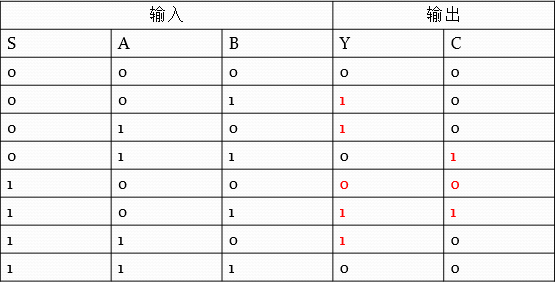 输入 输出
S A B Y C
0 0 0 0 0
0 0 1 1 0
0 1 0 1 0
0 1 1 0 1
1 0 0 0 0
1 0 1 1 1
1 1 0 1 0
1 1 1 0 0